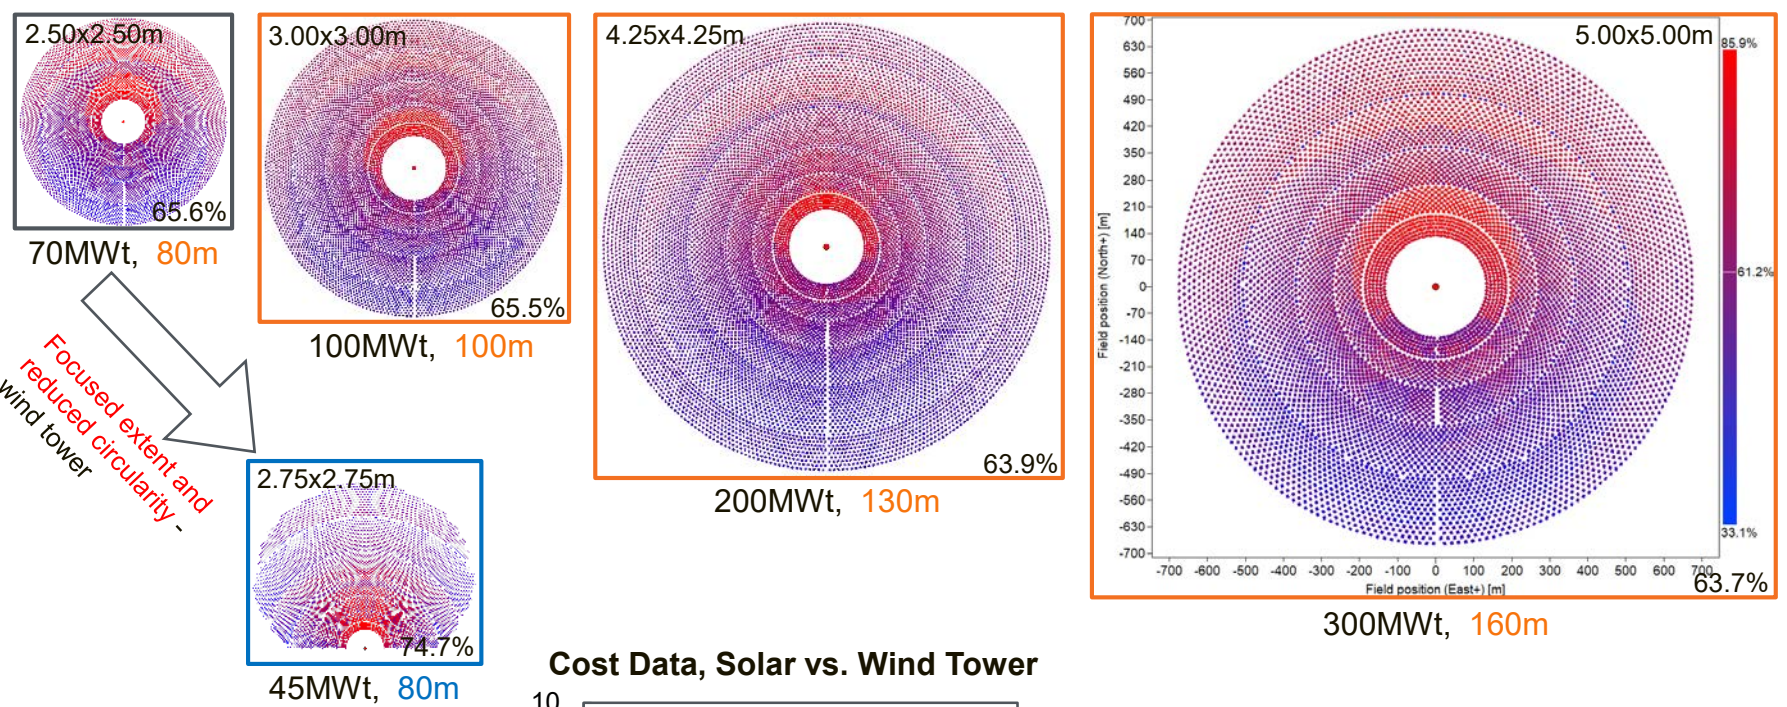 2.50x2.50m
65.6%
70MWt, 80m
3.00x3.00m
65.5%
100MWt, 100m
4.25x4.25m
63.9%
200MWt, 130m
5.00x5.00m
85.9%
61.2%
33.1%
700
630
560
490
420
350
280
210
140
70
0
-70
-140
-210
-280
-350
-420
-490
-560
-630
-700
Field position (North+) [m]
-700 -600 -500 -400 -300 -200 -100 0 100 200 300 400 500 600 700
Field position (East+) [m]
63.7%
300MWt, 160m
Focused extent and
reduced circularity -
wind tower
2.75x2.75m
74.7%
45MWt, 80m
Cost Data, Solar vs. Wind Tower
10